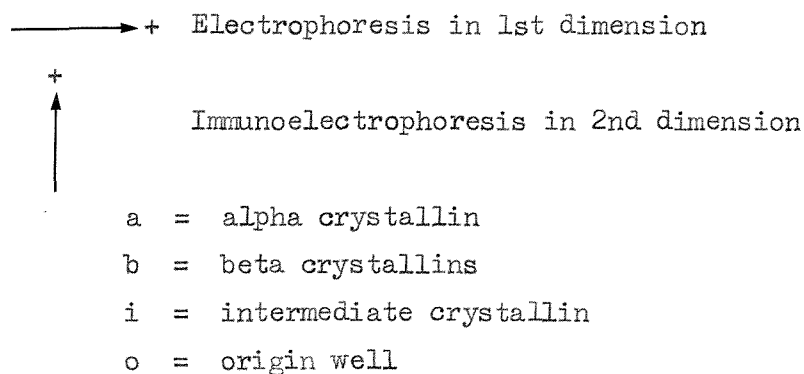 + Electrophoresis in 1st dimension
+
Immunoelectrophoresis in 2nd dimension
a = alpha crystallin
b = beta crystallins
i = intermediate crystallin
o = origin well